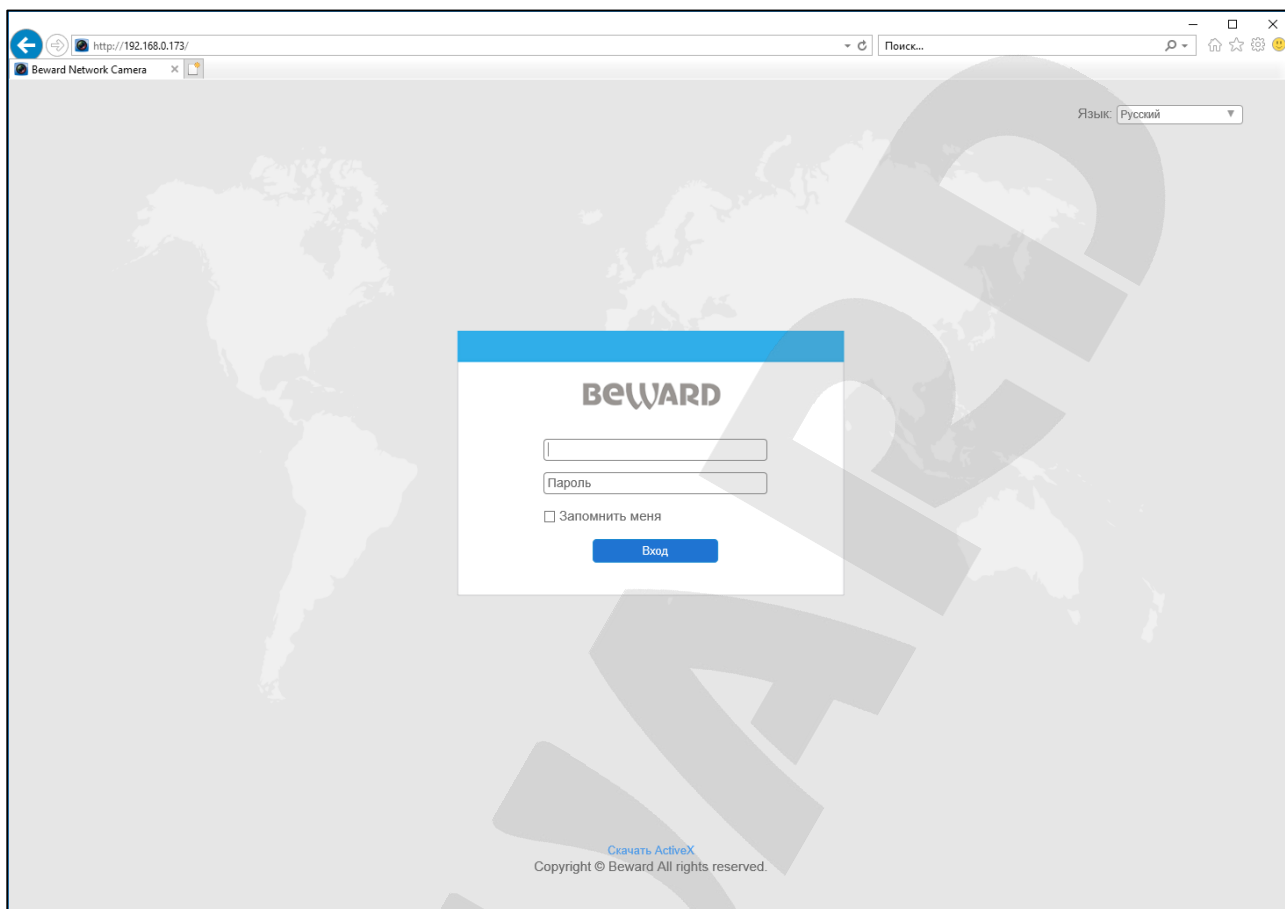 http://192.168.0.173/
Поиск...
Beward Network Camera
Язык: Русский
BEWARD
Пароль
Запомнить меня
Вход
Скачать ActiveX
Copyright © Beward All rights reserved.
WARD